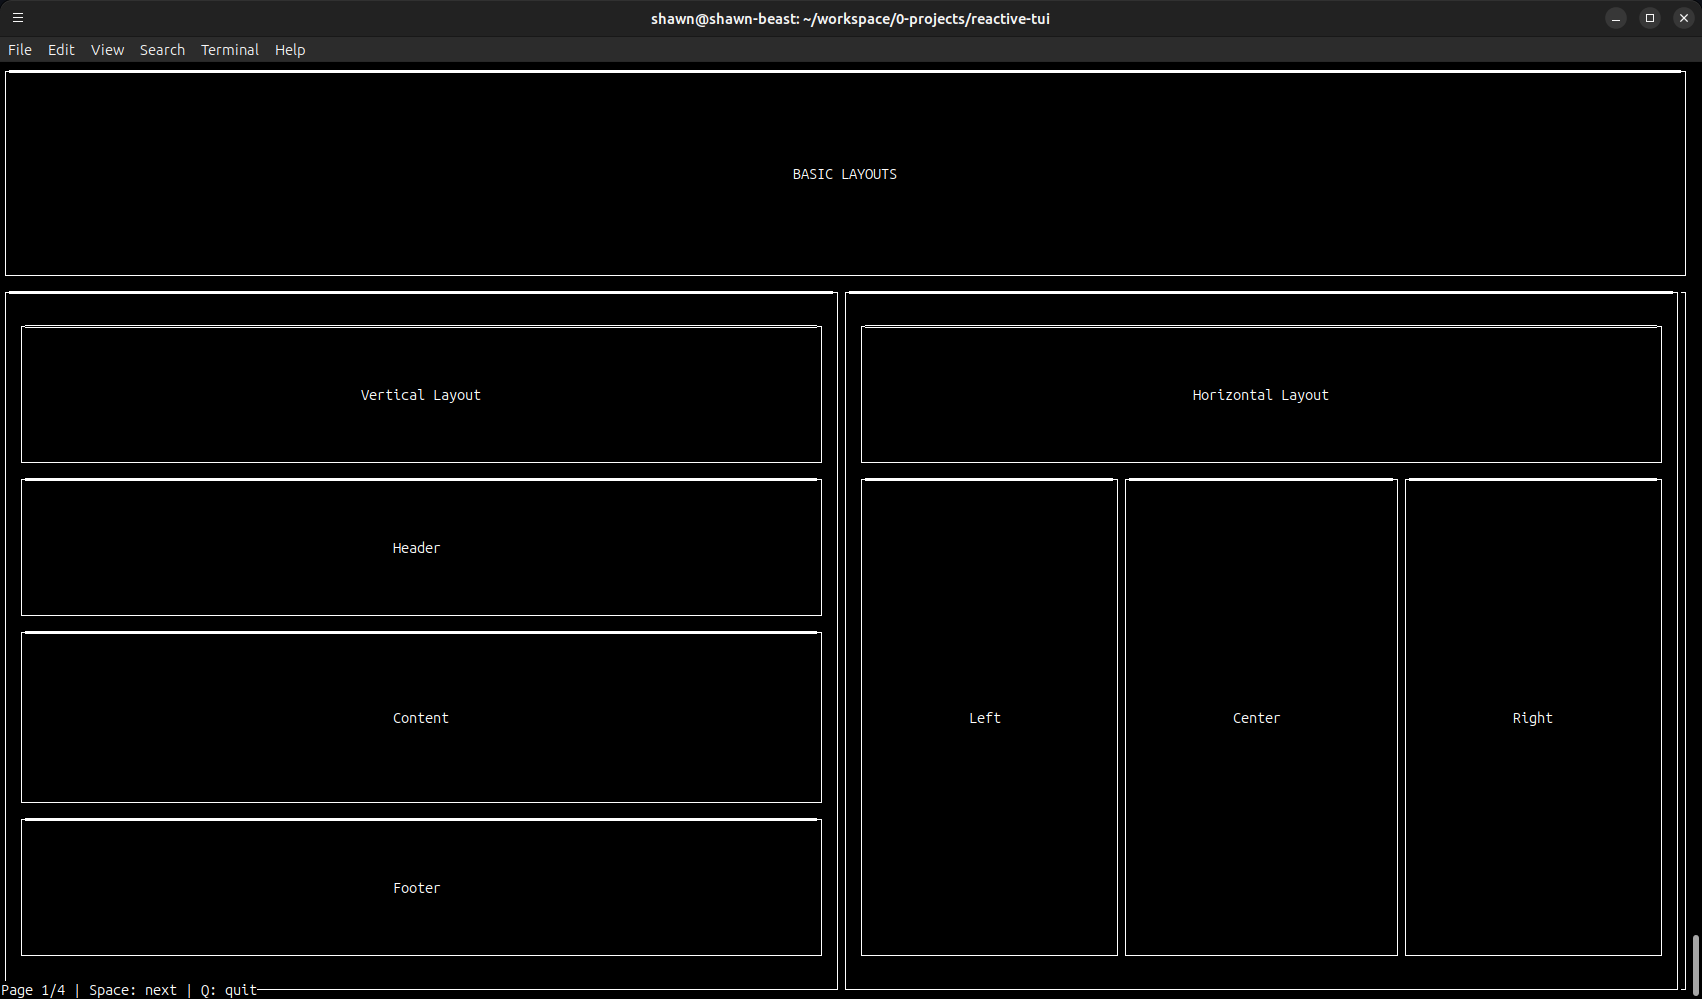 shawn@shawn-beast: ~/workspace/0-projects/reactive-tui
File Edit View Search Terminal Help
BASIC LAYOUTS
Vertical Layout
Header
Content
Footer
Horizontal Layout
Left Center Right
Page 1/4 | Space: next | Q: quit